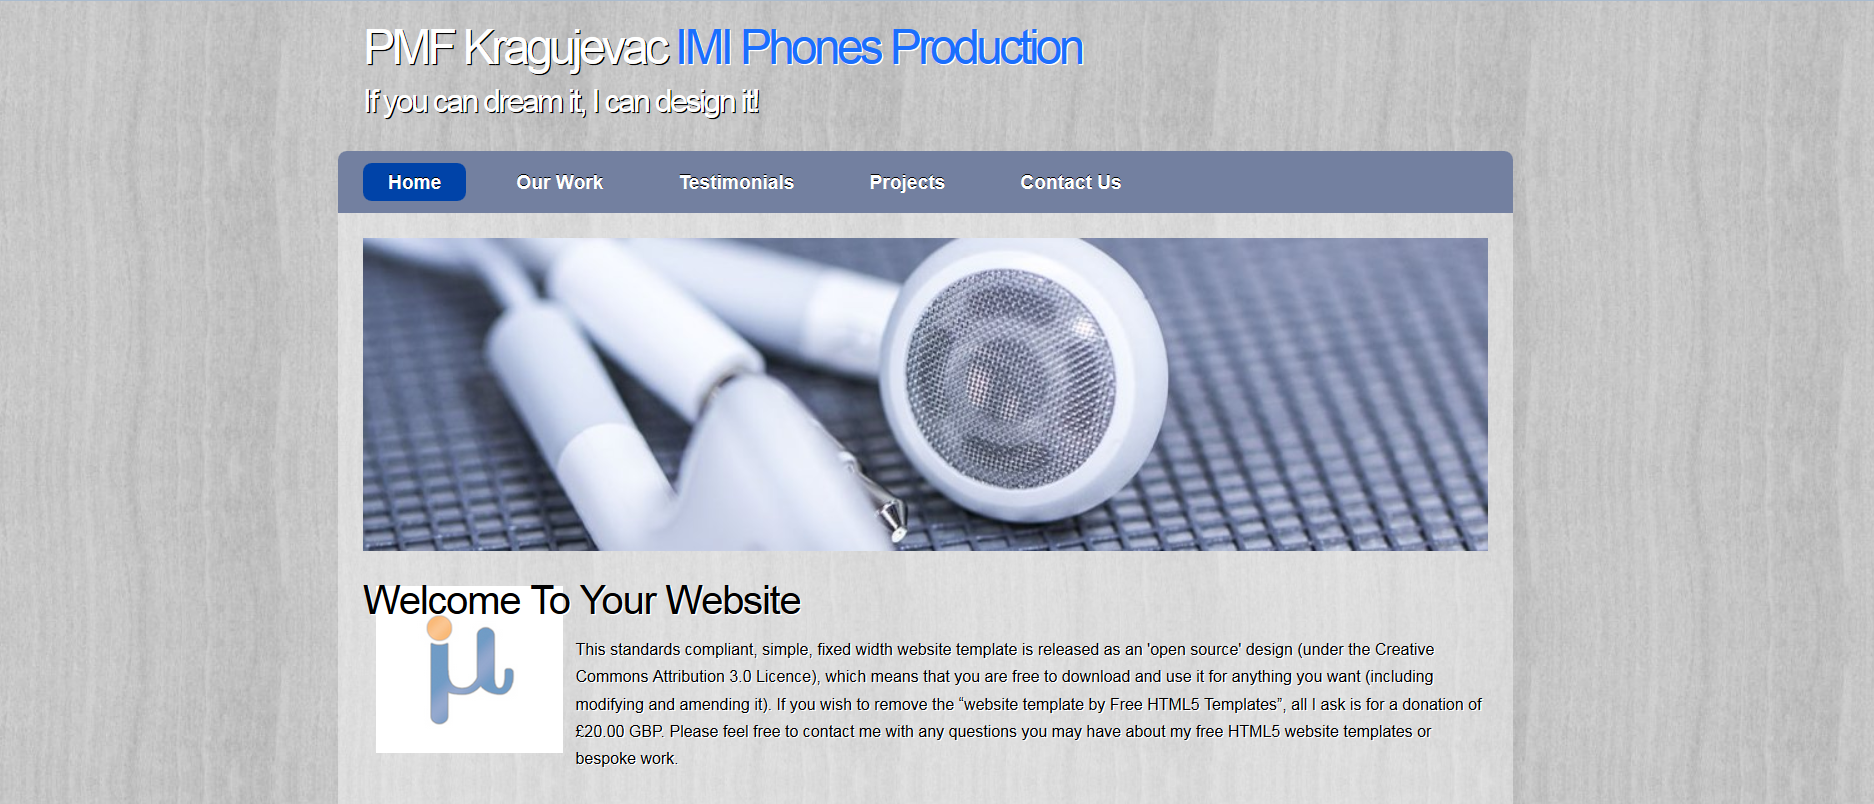 PMF Kragujevac IMI Phones Production
If you can dream it, I can design it!
Home Our Work Testimonials Projects Contact Us
Welcome To Your Website
This standards compliant, simple, fixed width website template is released as an 'open source' design (under the Creative
Commons Attribution 3.0 Licence), which means that you are free to download and use it for anything you want (including
modifying and amending it). If you wish to remove the “website template by Free HTML5 Templates”, all I ask is for a donation of
£20.00 GBP. Please feel free to contact me with any questions you may have about my free HTML5 website templates or
bespoke work.